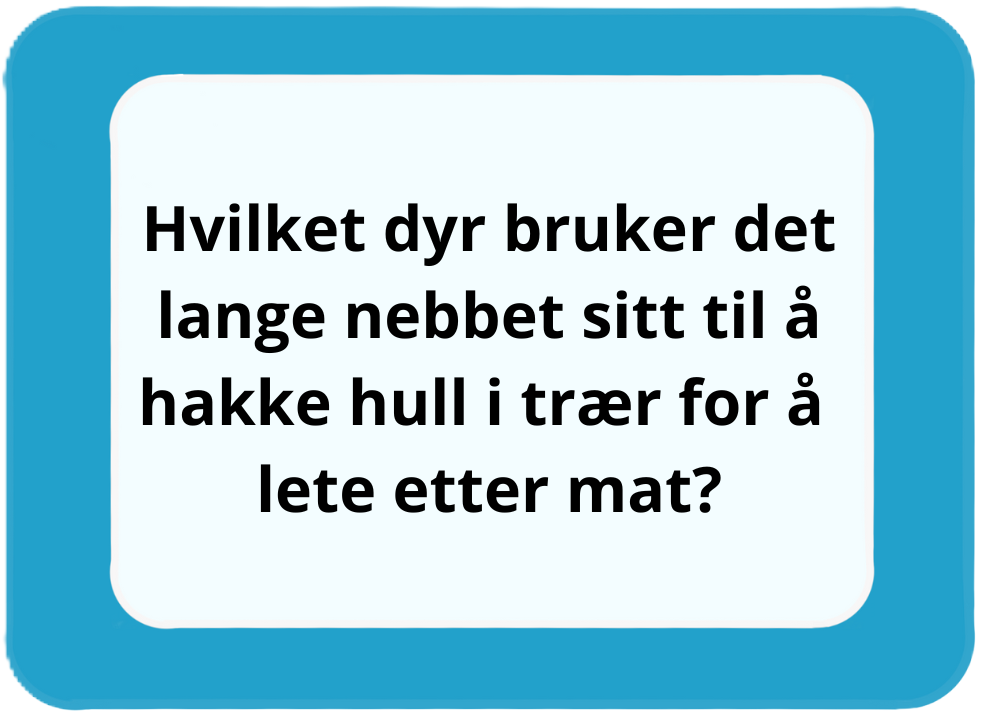 Hvilket dyr bruker det
lange nebbet sitt til å
hakke hull i trær for å
lete etter mat?